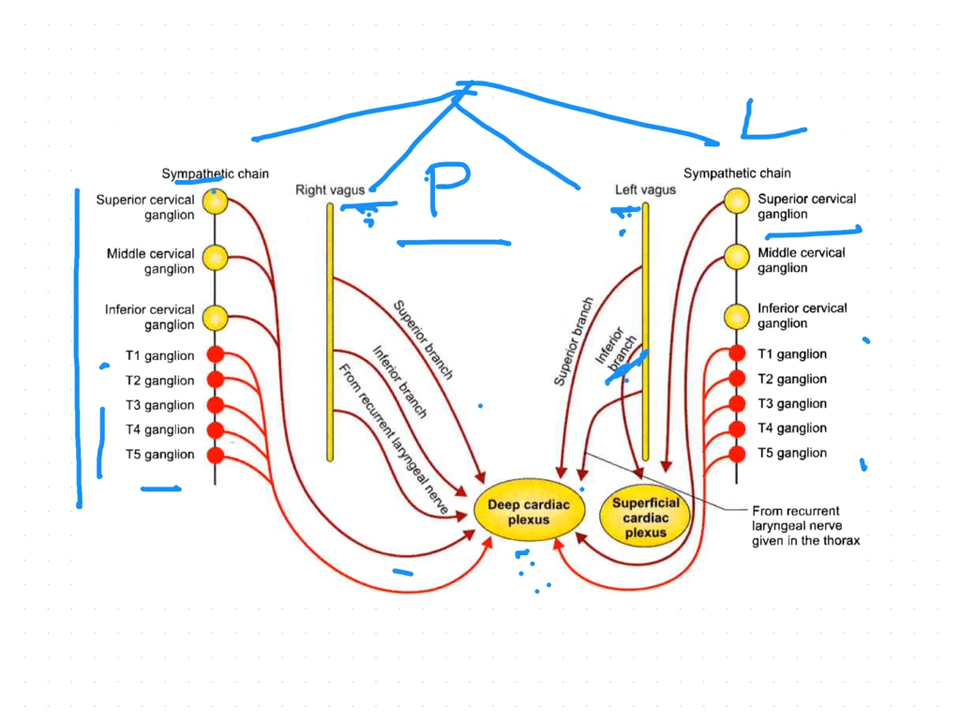 L
P
Sympathetic chain
Superior cervical
ganglion
Middle cervical
ganglion
Inferior cervical
ganglion
T1 ganglion
T2 ganglion
T3 ganglion
T4 ganglion
T5 ganglion
Right vagus
Superior branch
Inferior branch
From recurrent laryngeal nerve
Left vagus
Superior branch
Inferior
branch
Sympathetic chain
Superior cervical
ganglion
Middle cervical
ganglion
Inferior cervical
ganglion
T1 ganglion
T2 ganglion
T3 ganglion
T4 ganglion
T5 ganglion
Deep cardiac
plexus
Superficial
cardiac
plexus
From recurrent
laryngeal nerve
given in the thorax